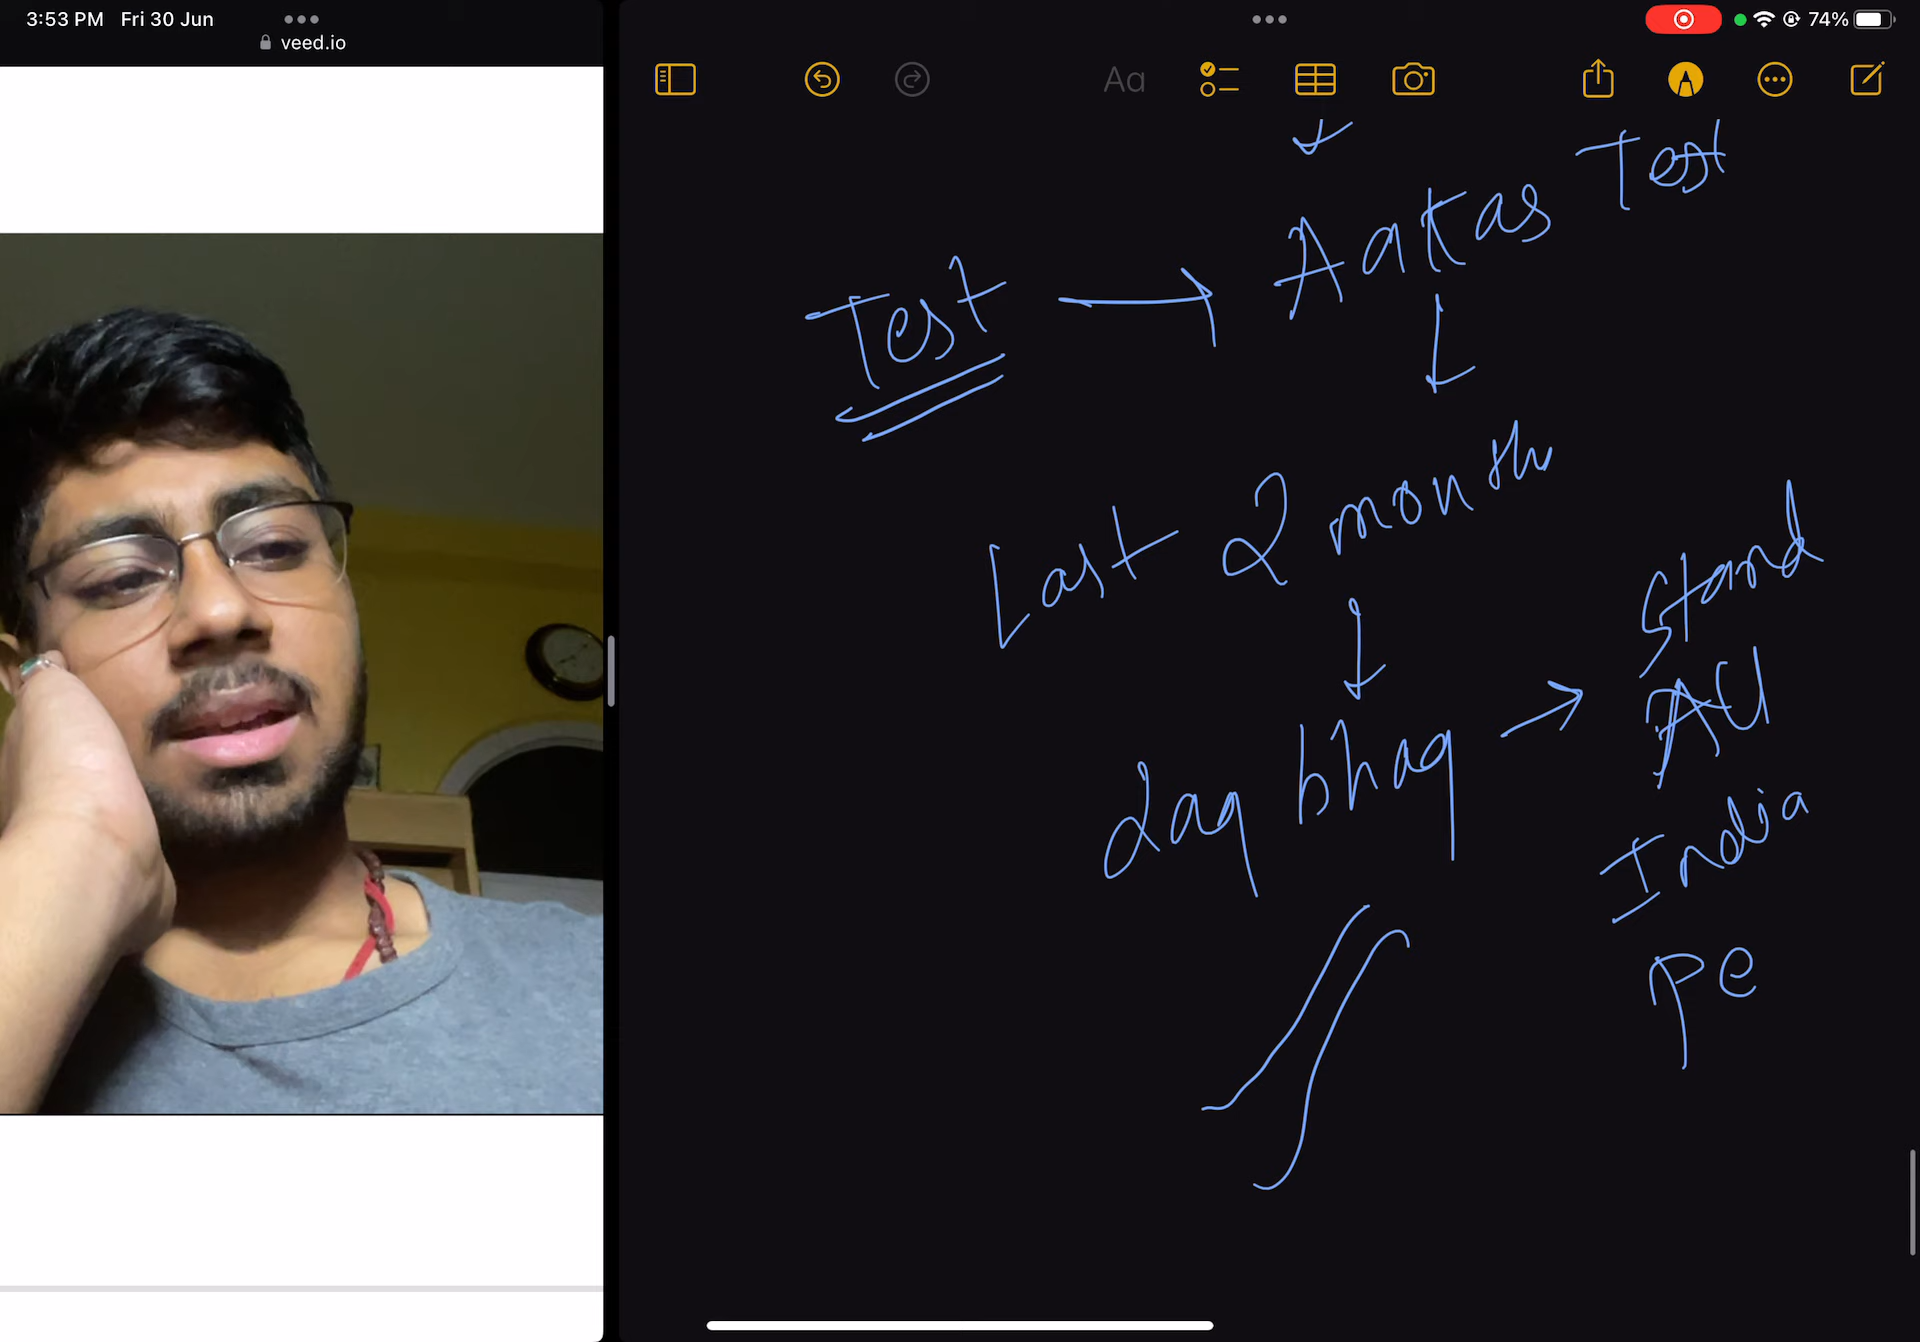 3:53 PM Fri 30 Jun
veed.io
74%
Aa
Test → Aakas Test
Last 2 month
lag bhag → Stand
All
India
Pe